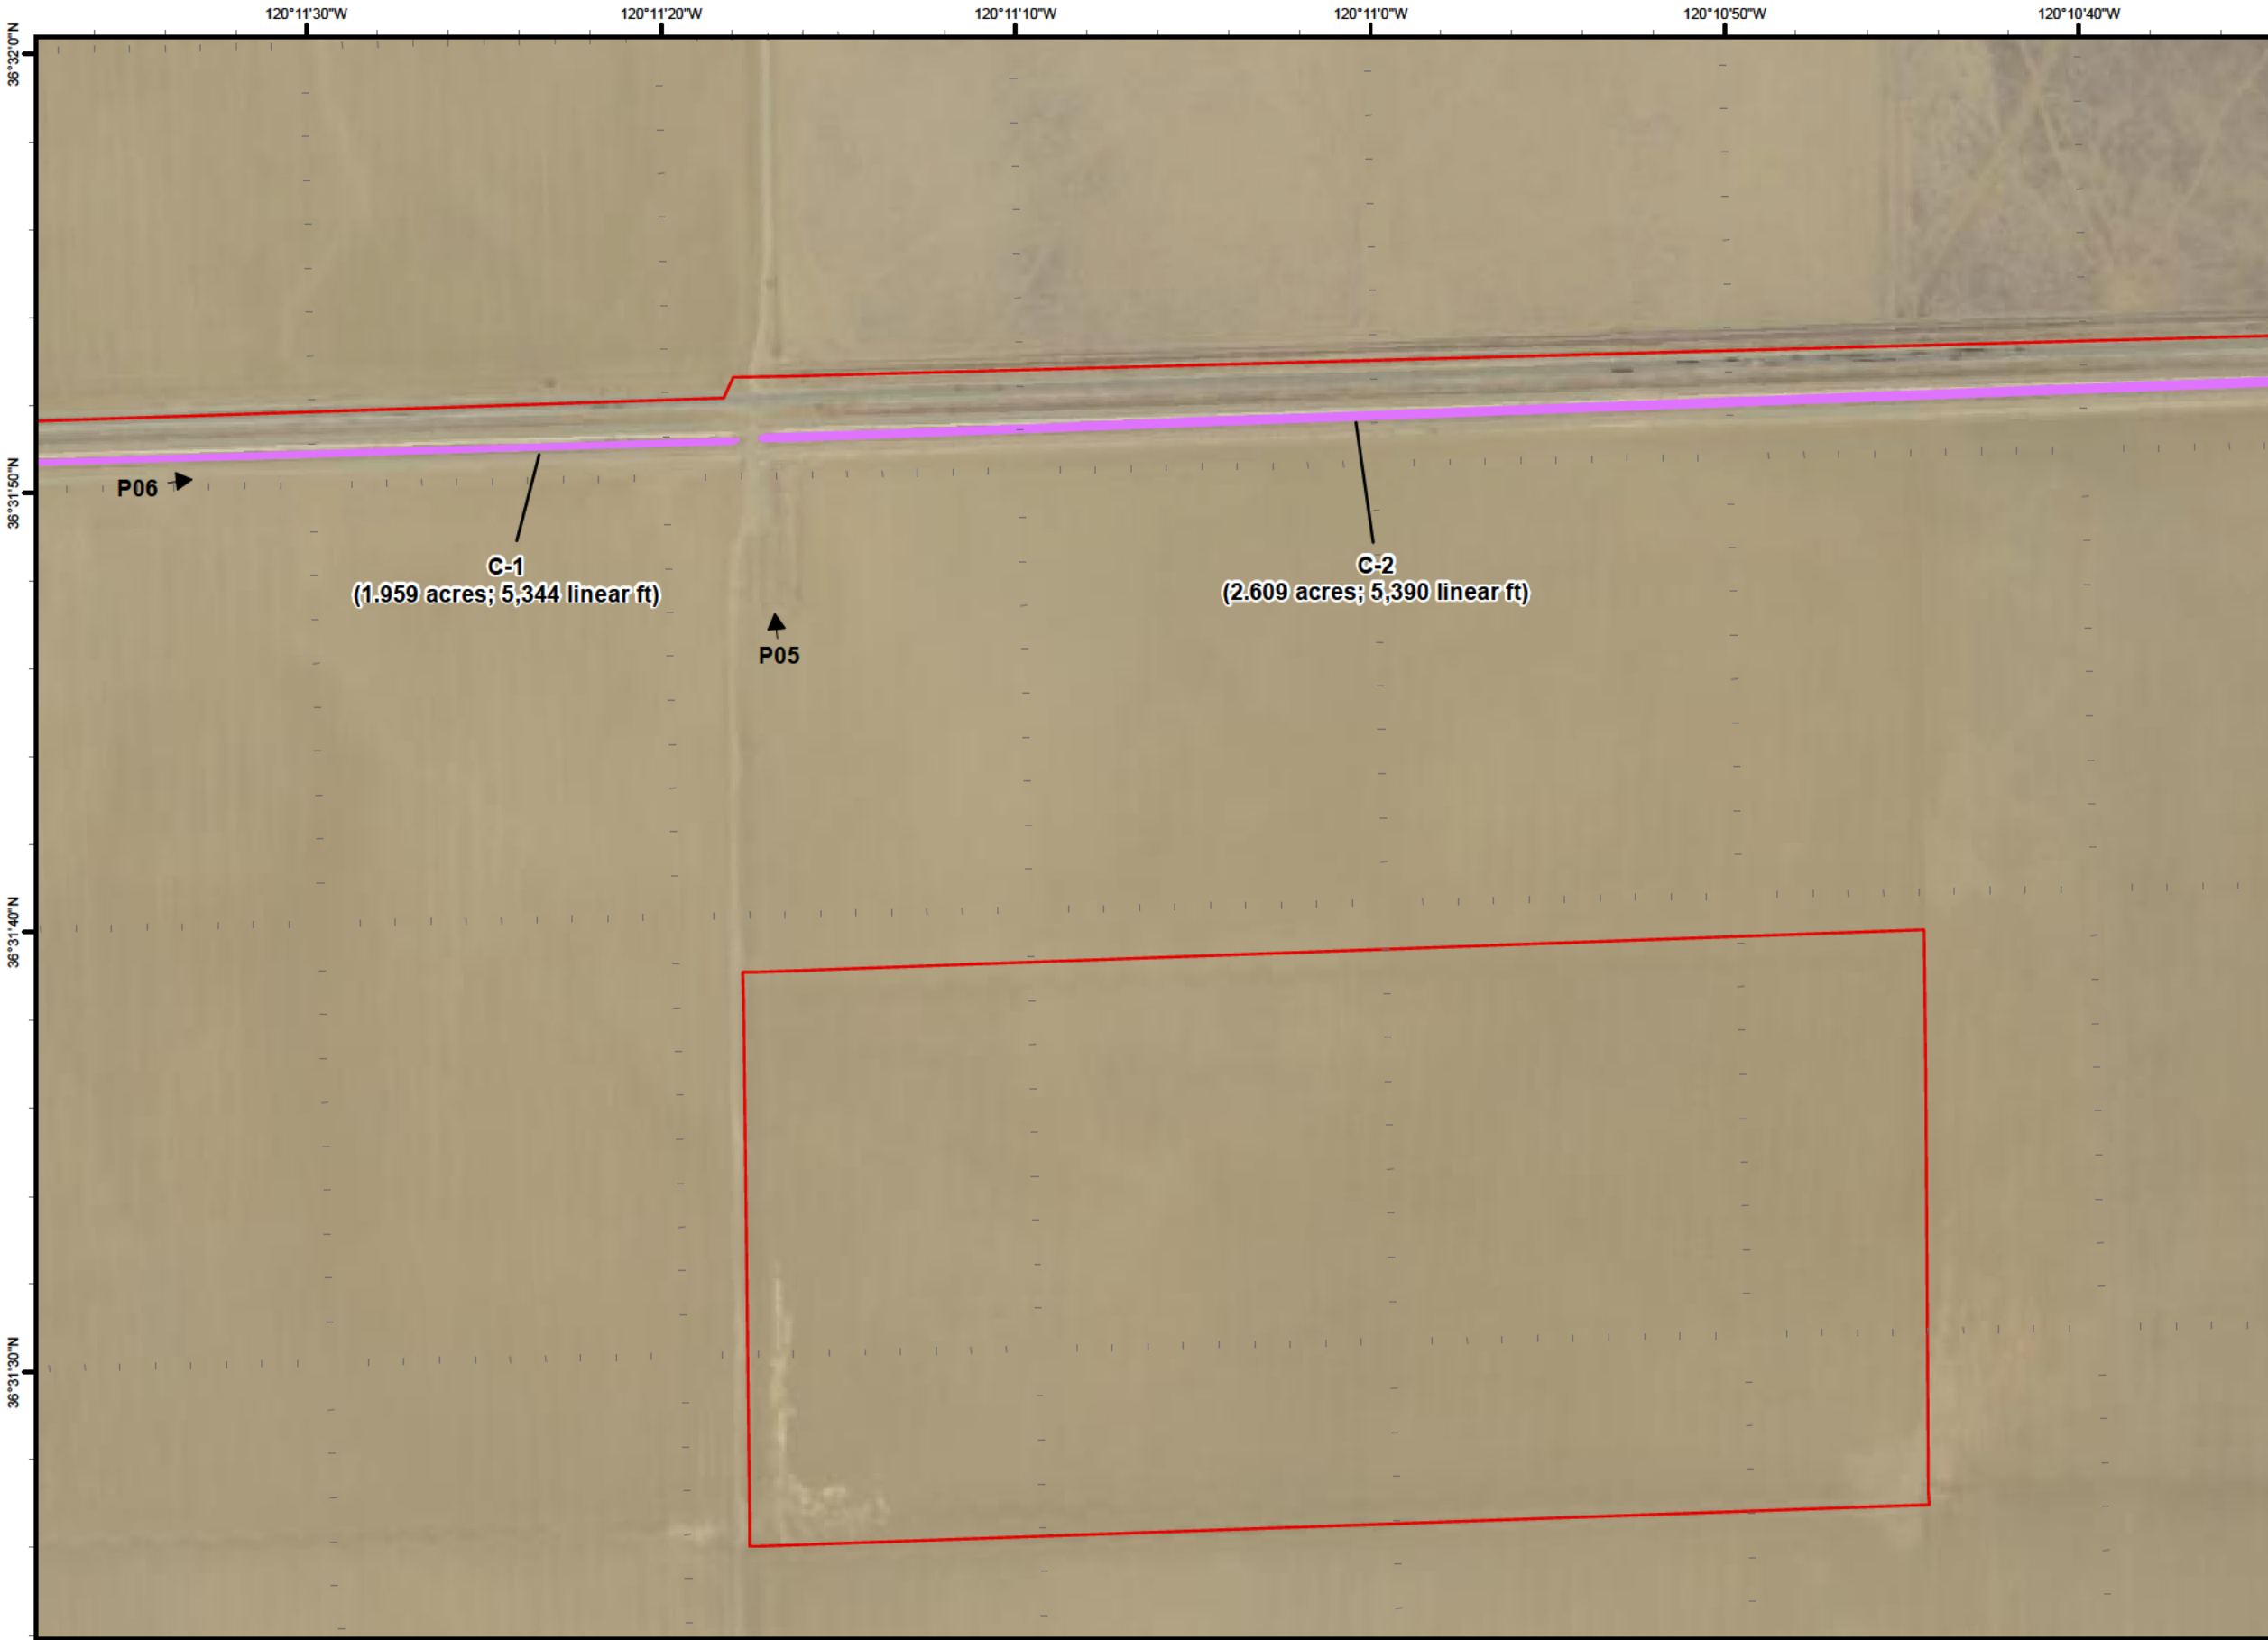 120°11'30"W
120°11'20"W
120°11'10"W
120°11'0"W
120°10'50"W
120°10'40"W
36°32'0"N
36°31'50"N
36°31'40"N
36°31'30"N
P06
C-1
(1.959 acres; 5,344 linear ft)
C-2
(2.609 acres; 5,390 linear ft)
P05